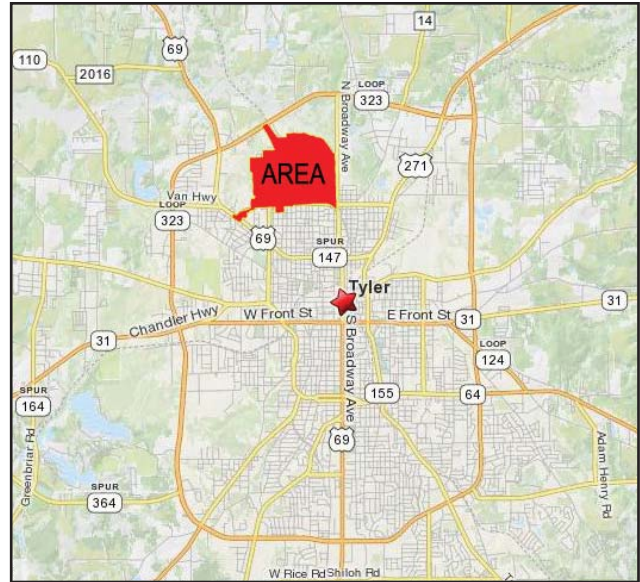 14
69
110
2016
LOOP
323
N Broadway Ave
271
AREA
Van Hwy
LOOP
323
69
SPUR
147
Tyler
W Front St
E Front St
31
31
Chandler Hwy
31
S Broadway Ave
LOOP
124
SPUR
164
155
64
Greenbriar Rd
69
Adam Henry Rd
SPUR
364
W Rice Rd
Shiloh Rd